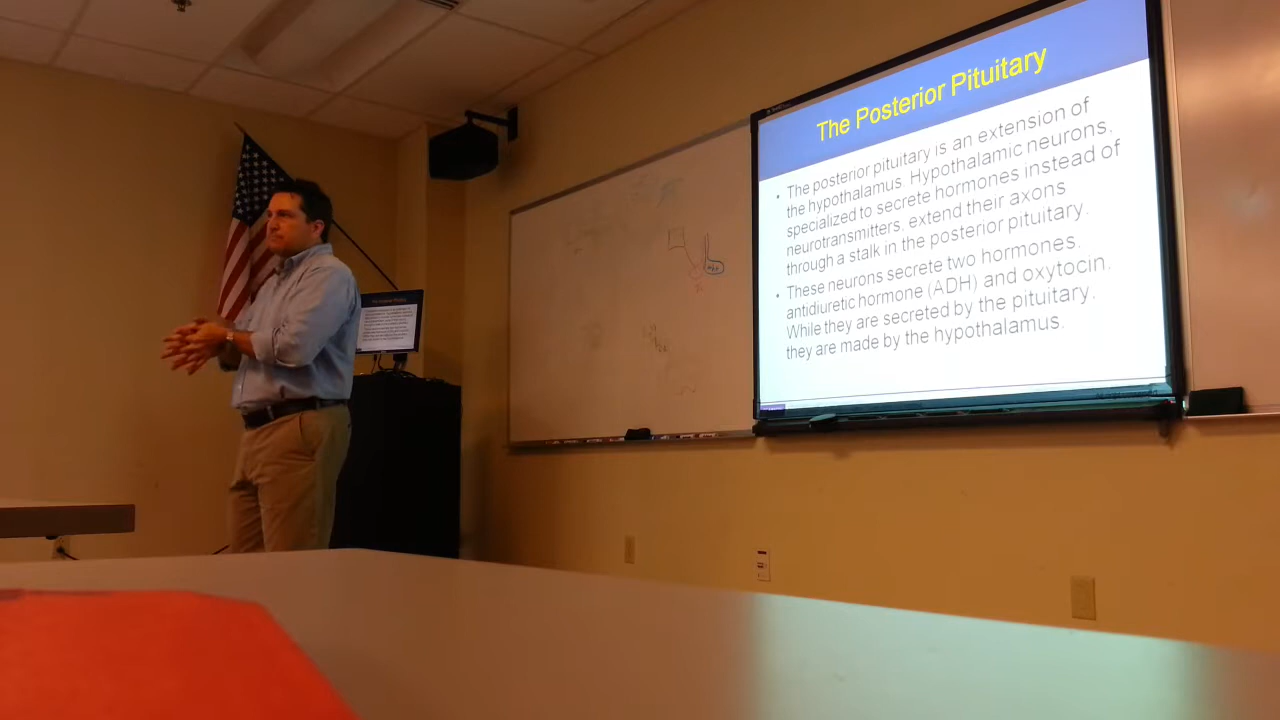 The Posterior Pituitary
• The posterior pituitary is an extension of
the hypothalamus. Hypothalamic neurons,
specialized to secrete hormones instead of
neurotransmitters, extend their axons
through a stalk in the posterior pituitary.
• These neurons secrete two hormones,
antidiuretic hormone (ADH) and oxytocin.
While they are secreted by the pituitary,
they are made by the hypothalamus.